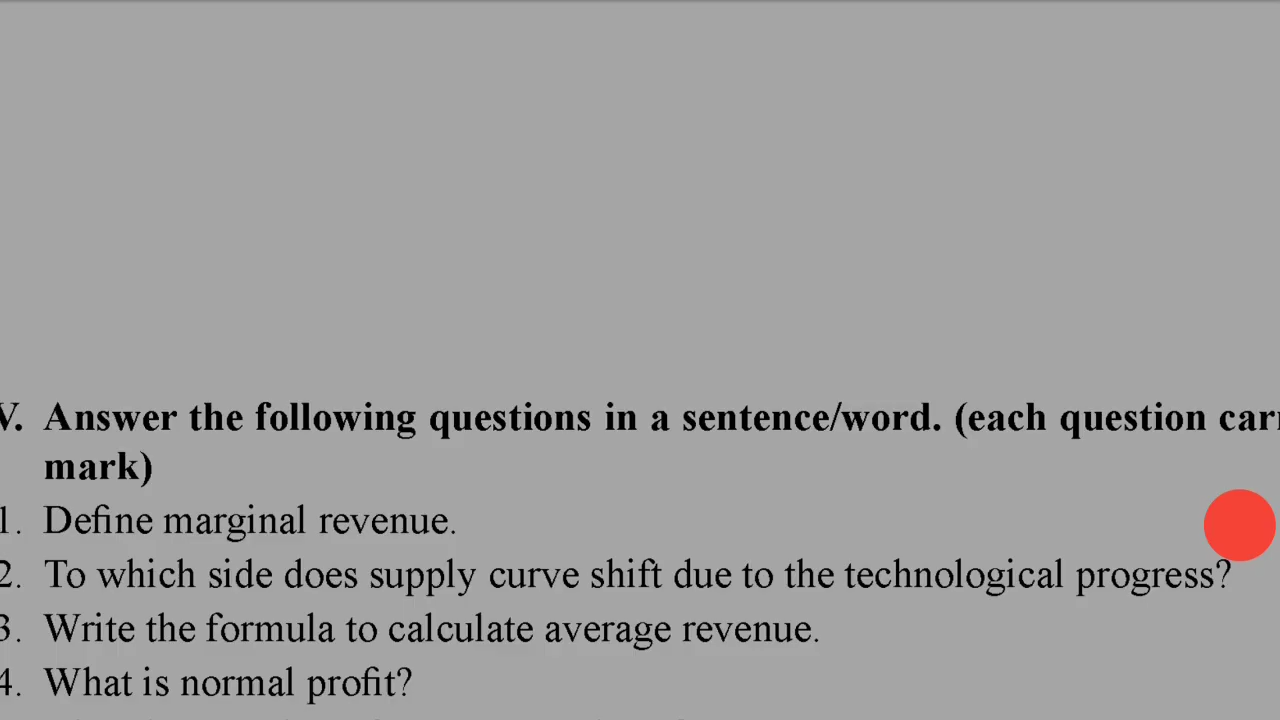 V. Answer the following questions in a sentence/word. (each question
mark)
1. Define marginal revenue.
2. To which side does supply curve shift due to the technological progress?
3. Write the formula to calculate average revenue.
4. What is normal profit?